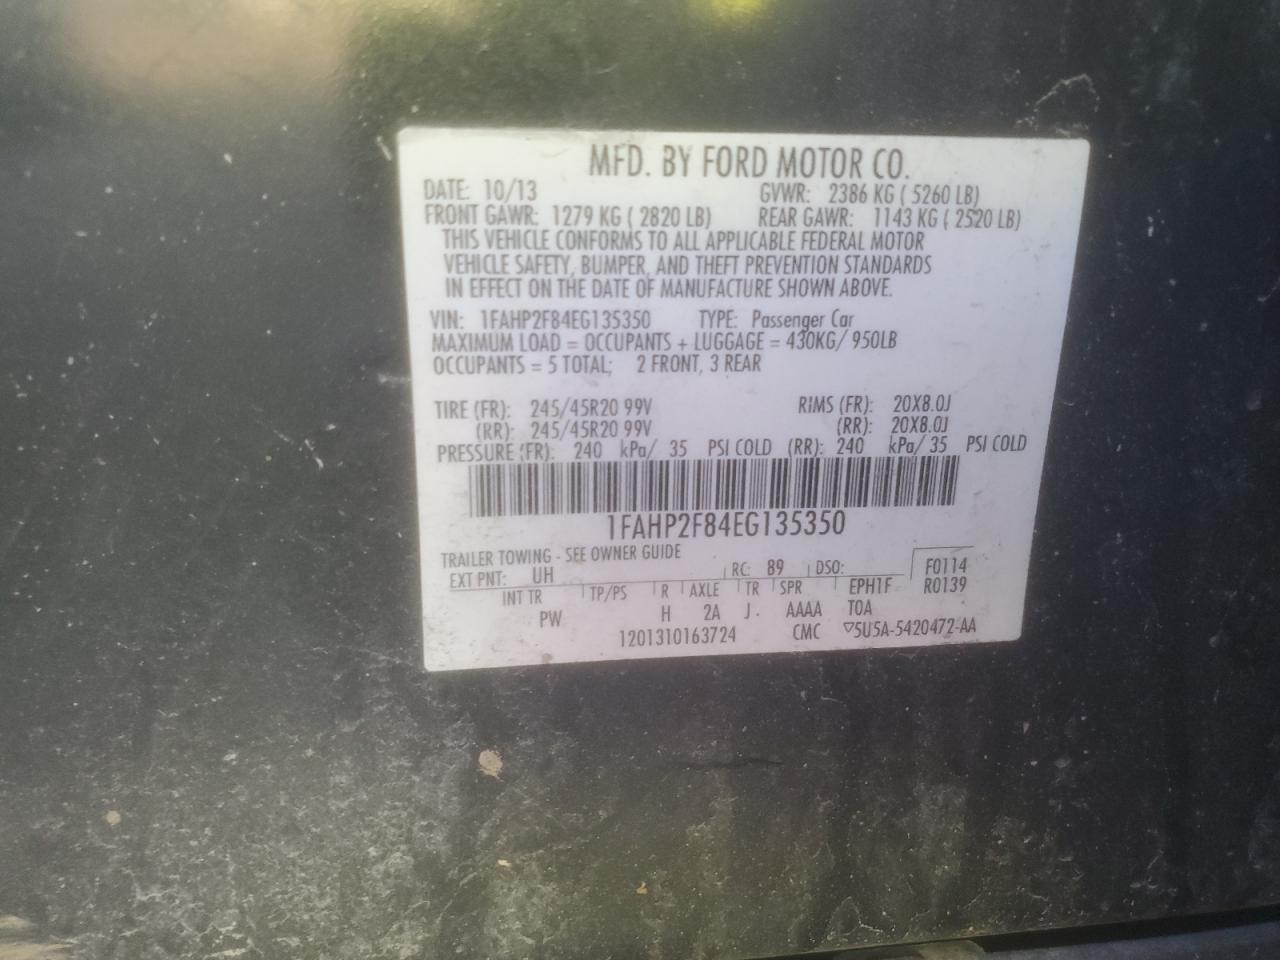 MFD. BY FORD MOTOR CO.
DATE: 10/13 GVWR: 2386 KG ( 5260 LB)
FRONT GAWR: 1279 KG ( 2820 LB) REAR GAWR: 1143 KG ( 2520 LB)
THIS VEHICLE CONFORMS TO ALL APPLICABLE FEDERAL MOTOR
VEHICLE SAFETY, BUMPER, AND THEFT PREVENTION STANDARDS
IN EFFECT ON THE DATE OF MANUFACTURE SHOWN ABOVE.
VIN: 1FAHP2F84EG135350 TYPE: Passenger Car
MAXIMUM LOAD = OCCUPANTS + LUGGAGE = 430KG/ 950LB
OCCUPANTS = 5 TOTAL; 2 FRONT, 3 REAR
TIRE (FR): 245/45R20 99V RIMS (FR): 20X8.0J
(RR): 245/45R20 99V (RR): 20X8.0J
PRESSURE (FR): 240 kPa/ 35 PSI COLD (RR): 240 kPa/ 35 PSI COLD
1FAHP2F84EG135350
TRAILER TOWING - SEE OWNER GUIDE
EXT PNT: UH RC: 89 DSO: F0114
INT TR TP/PS R AXLE TR SPR EPH1F R0139
PW H 2A J. AAAA T0A
1201310163724 CMC ▽5U5A-5420472-AA